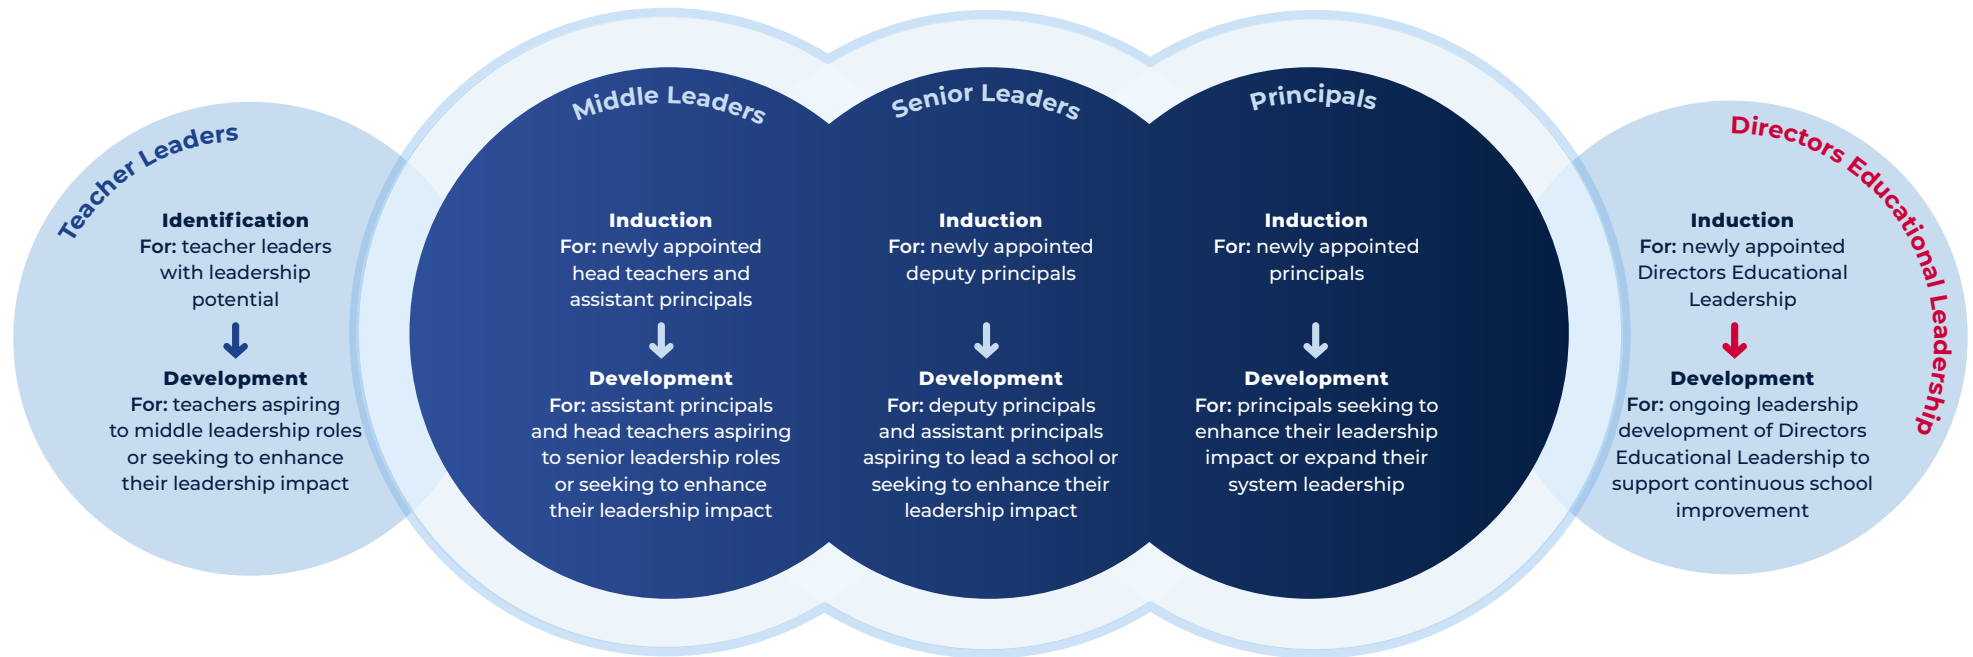 Teacher Leaders
Identification
For: teacher leaders
with leadership
potential
Development
For: teachers aspiring
to middle leadership roles
or seeking to enhance
their leadership impact
Middle Leaders
Induction
For: newly appointed
head teachers and
assistant principals
Development
For: assistant principals
and head teachers aspiring
to senior leadership roles
or seeking to enhance
their leadership impact
Senior Leaders
Induction
For: newly appointed
deputy principals
Development
For: deputy principals
and assistant principals
aspiring to lead a school or
seeking to enhance their
leadership impact
Principals
Induction
For: newly appointed
principals
Development
For: principals seeking to
enhance their leadership
impact or expand their
system leadership
Directors Educational Leadership
Induction
For: newly appointed
Directors Educational
Leadership
Development
For: ongoing leadership
development of Directors
Educational Leadership to
support continuous school
improvement